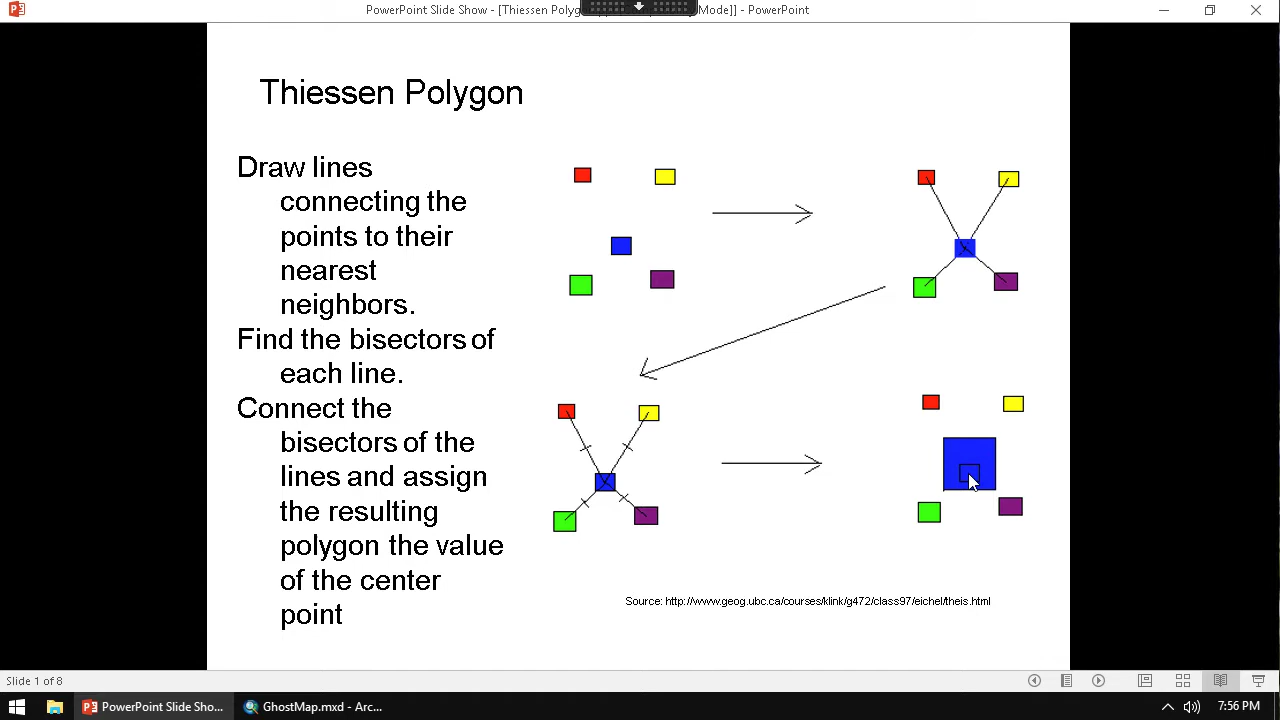 PowerPoint Slide Show - [Thiessen Polyg Mode]] - PowerPoint
Thiessen Polygon
Draw lines
connecting the
points to their
nearest
neighbors.
Find the bisectors of
each line.
Connect the
bisectors of the
lines and assign
the resulting
polygon the value
of the center
point
Source: http://www.geog.ubc.ca/courses/klink/g472/class97/eichel/theis.html
Slide 1 of 8
PowerPoint Slide Sho...
GhostMap.mxd - Arc...
7:56 PM